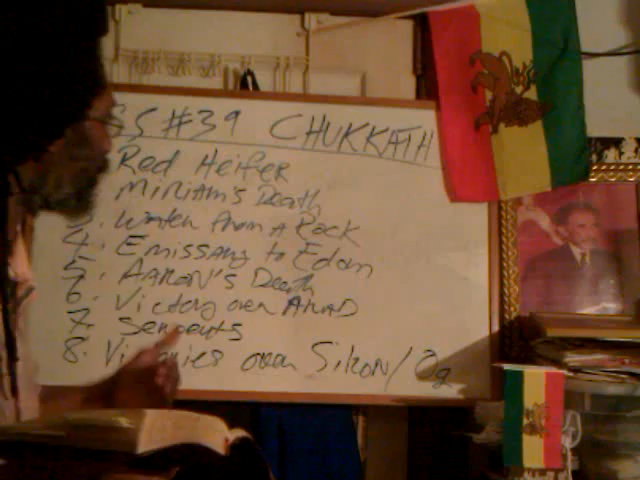 SS #39 CHUKKATH
Red Heifer
MIRIAM'S Death
3. Water from A Rock
4. Emissary to Edom
5. AARON'S Death
6. Victory over ARAD
7. Serpents
8. Victories over Sihon/Og